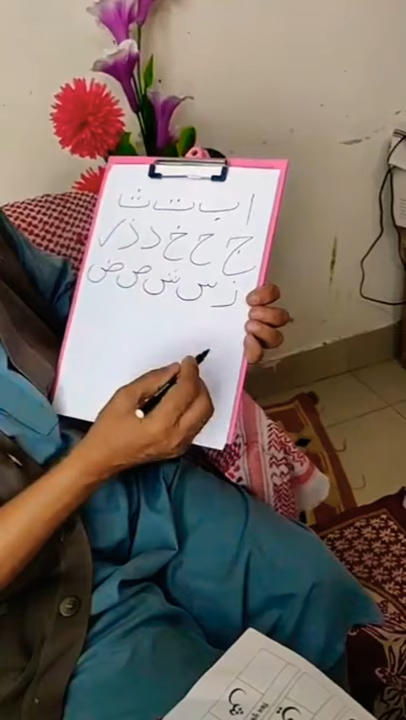 ا ب ت ث
ج ح خ د ذ ر
ز س ش ص ض